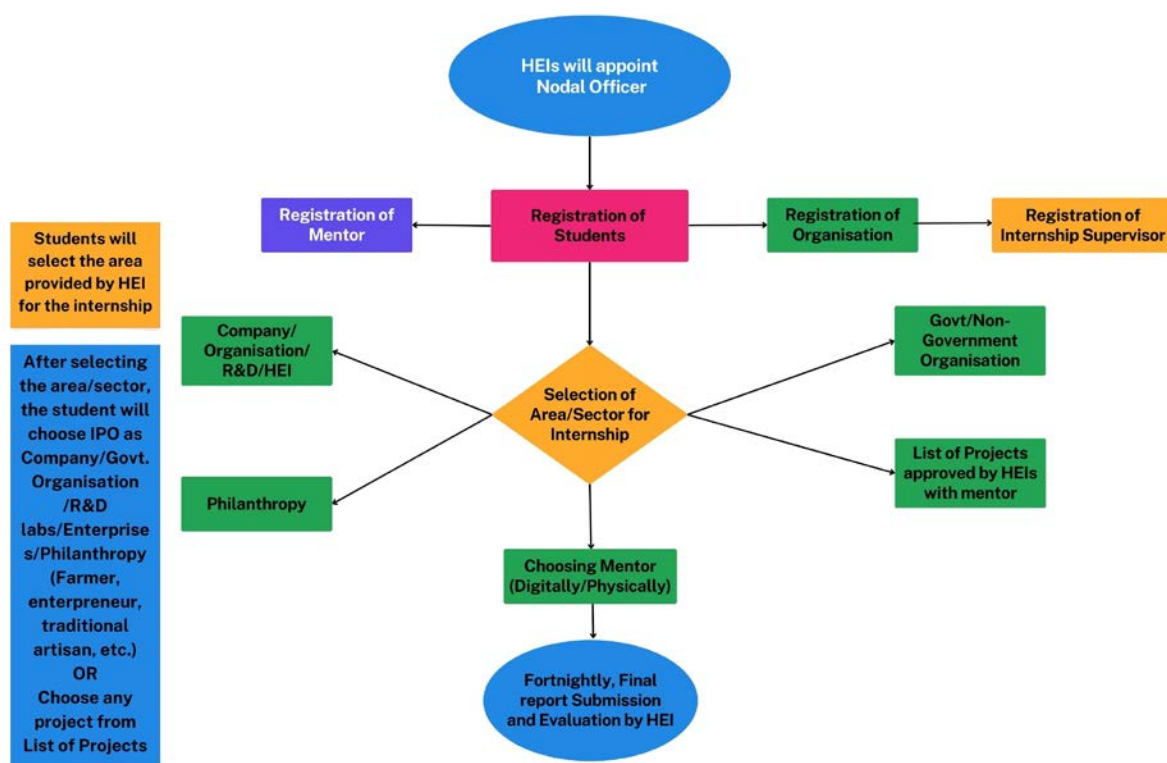 HEIs will appoint
Nodal Officer
Registration of
Mentor
Registration of
Students
Registration of
Organisation
Registration of
Internship Supervisor
Students will
select the area
provided by HEI
for the internship
Company/
Organisation/
R&D/HEI
Govt/Non-
Government
Organisation
Selection of
Area/Sector for
Internship
Philanthropy
List of Projects
approved by HEIs
with mentor
After selecting
the area/sector,
the student will
choose IPO as
Company/Govt.
Organisation
/R&D
labs/Enterprise
s/Philanthropy
(Farmer,
enterpreneur,
traditional
artisan, etc.)
OR
Choose any
project from
List of Projects
Choosing Mentor
(Digitally/Physically)
Fortnightly, Final
report Submission
and Evaluation by HEI